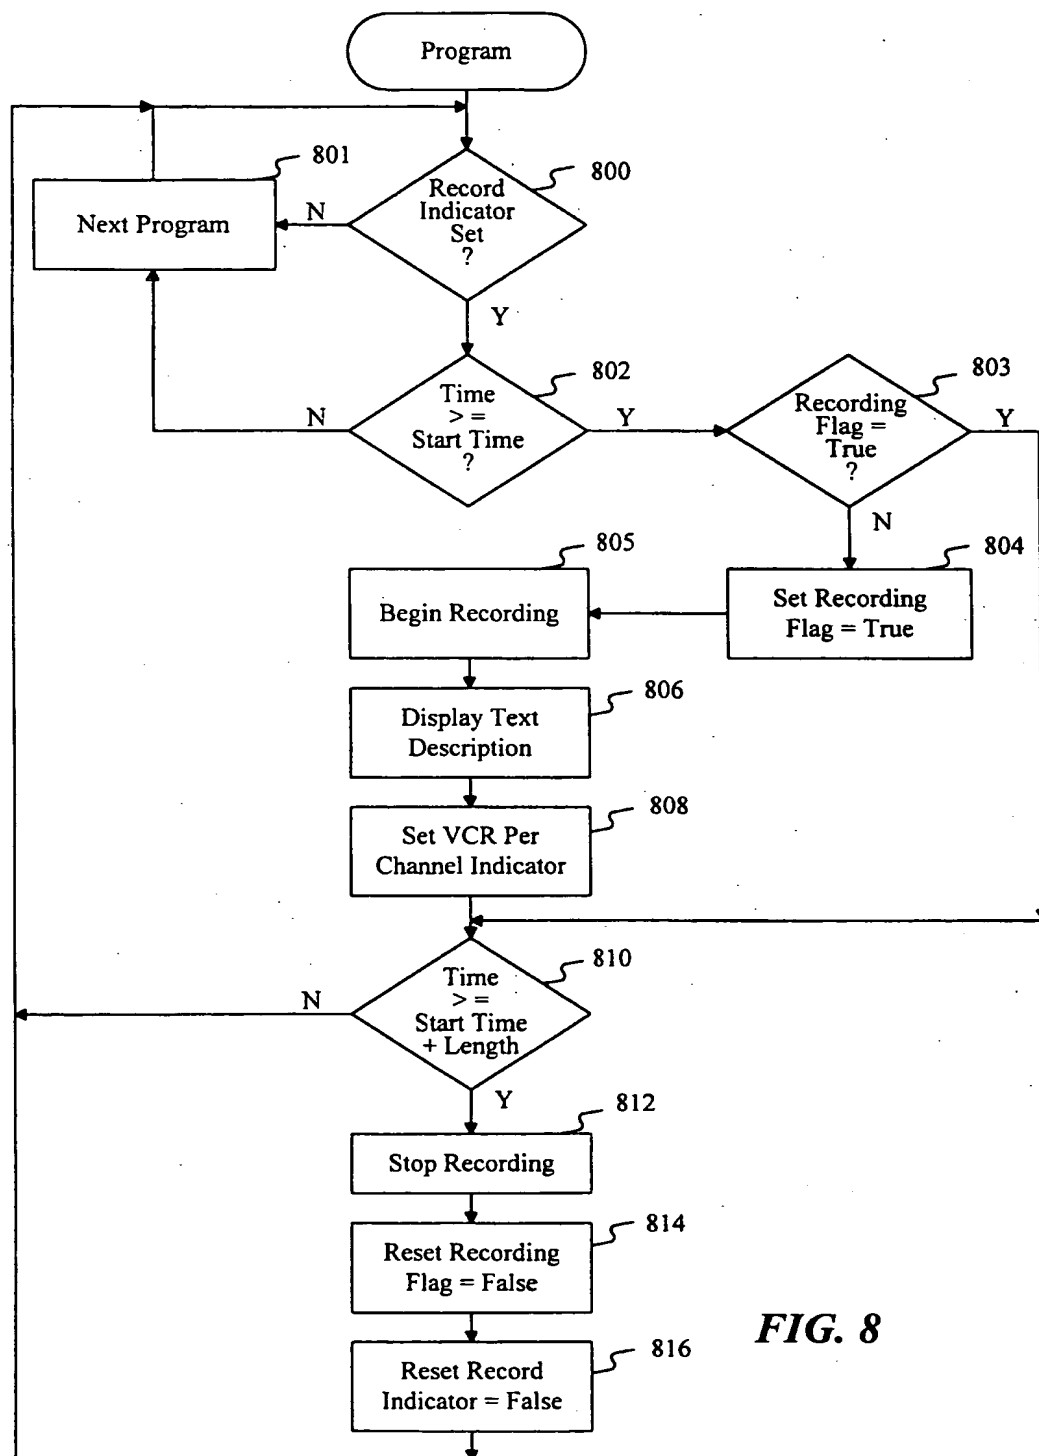 Program
801
Next Program
N
Record
Indicator
Set
?
800
Y
N
Time
> =
Start Time
?
802
Y
Recording
Flag =
True
?
803
Y
N
805
Begin Recording
804
Set Recording
Flag = True
Display Text
Description
806
Set VCR Per
Channel Indicator
808
N
Time
> =
Start Time
+ Length
810
Y
812
Stop Recording
Reset Recording
Flag = False
814
FIG. 8
Reset Record
Indicator = False
816